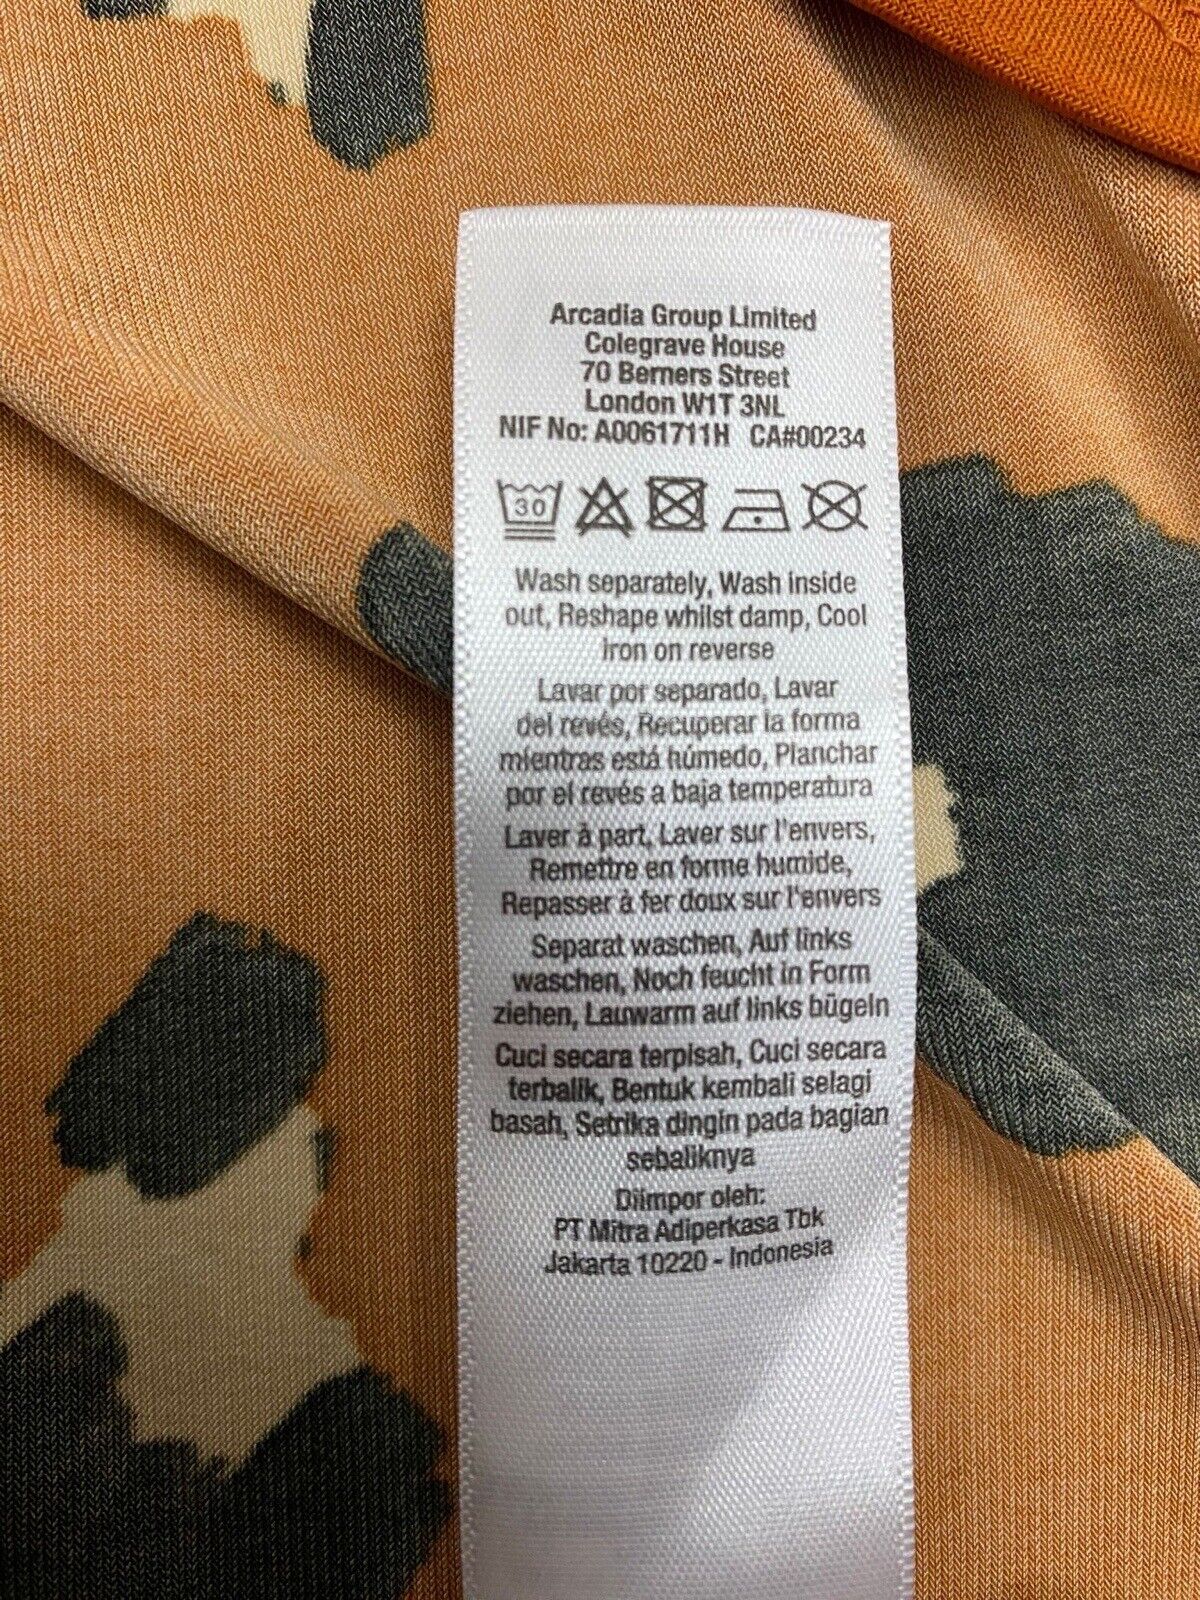 Arcadia Group Limited
Colegrave House
70 Berners Street
London W1T 3NL
NIF No: A0061711H CA#00234
30
Wash separately, Wash inside
out, Reshape whilst damp, Cool
iron on reverse
Lavar por separado, Lavar
del revés, Recuperar la forma
mientras está húmedo, Planchar
por el revés a baja temperatura
Laver à part, Laver sur l'envers,
Remettre en forme humide,
Repasser à fer doux sur l'envers
Separat waschen, Auf links
waschen, Noch feucht in Form
ziehen, Lauwarm auf links bügeln
Cuci secara terpisah, Cuci secara
terbalik, Bentuk kembali selagi
basah, Setrika dingin pada bagian
sebaliknya
Diimpor oleh:
PT Mitra Adiperkasa Tbk
Jakarta 10220 - Indonesia